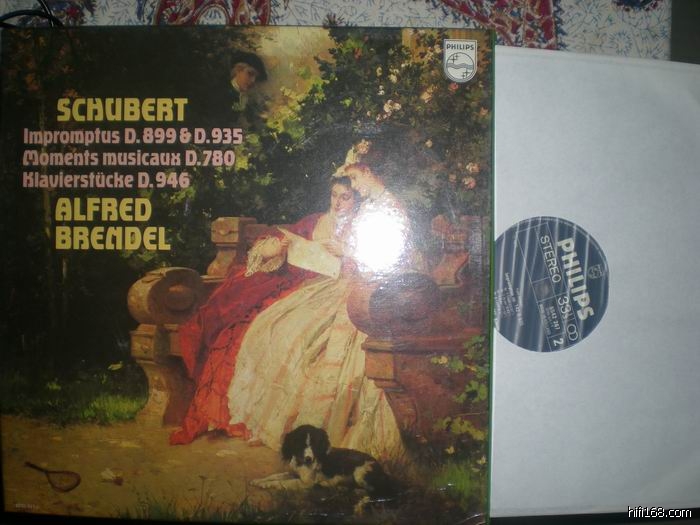 PHILIPS
SCHUBERT
Impromptus D. 899 & D. 935
Moments musicaux D. 780
Klavierstücke D. 946
ALFRED
BRENDEL
PHILIPS
STEREO
33⅓
2
hifi168.com